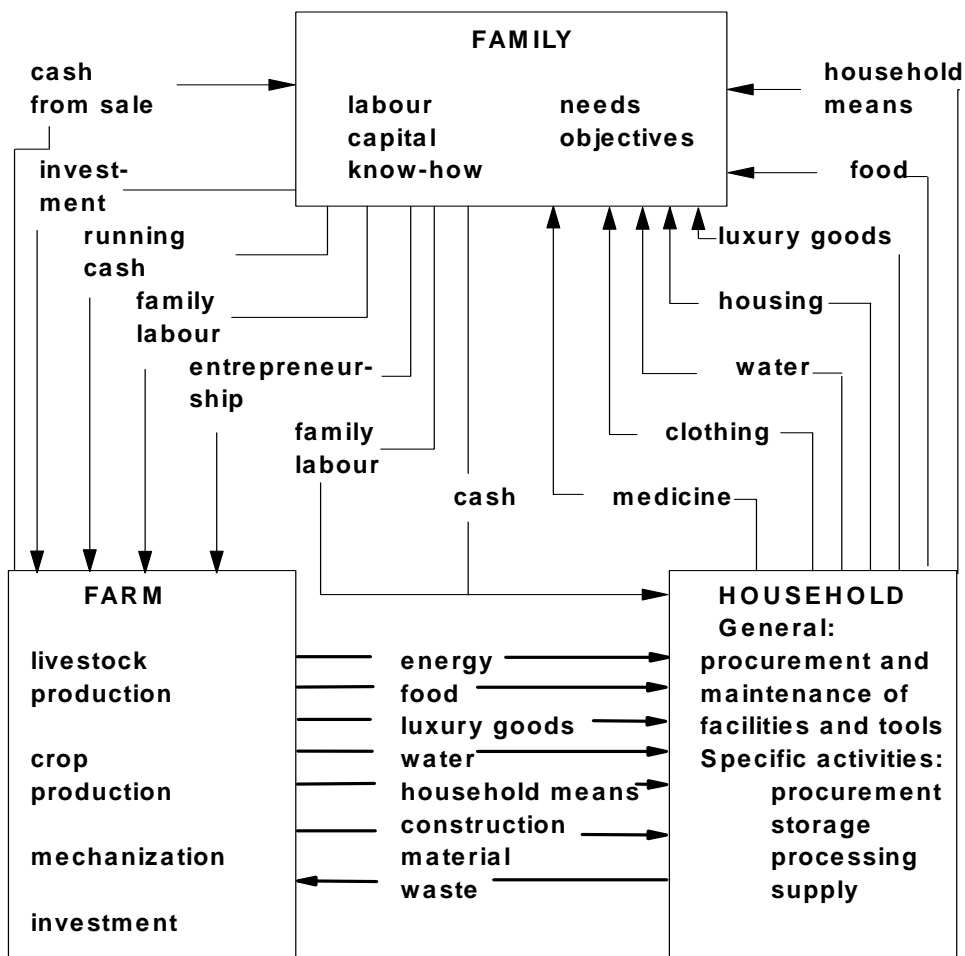 FAMILY
labour
capital
know-how
needs
objectives
cash
from sale
invest-
ment
running
cash
family
labour
entrepreneur-
ship
family
labour
cash
household
means
food
luxury goods
housing
water
clothing
medicine
FARM
livestock
production
crop
production
mechanization
investment
energy
food
luxury goods
water
household means
construction
material
waste
HOUSEHOLD
General:
procurement and
maintenance of
facilities and tools
Specific activities:
procurement
storage
processing
supply